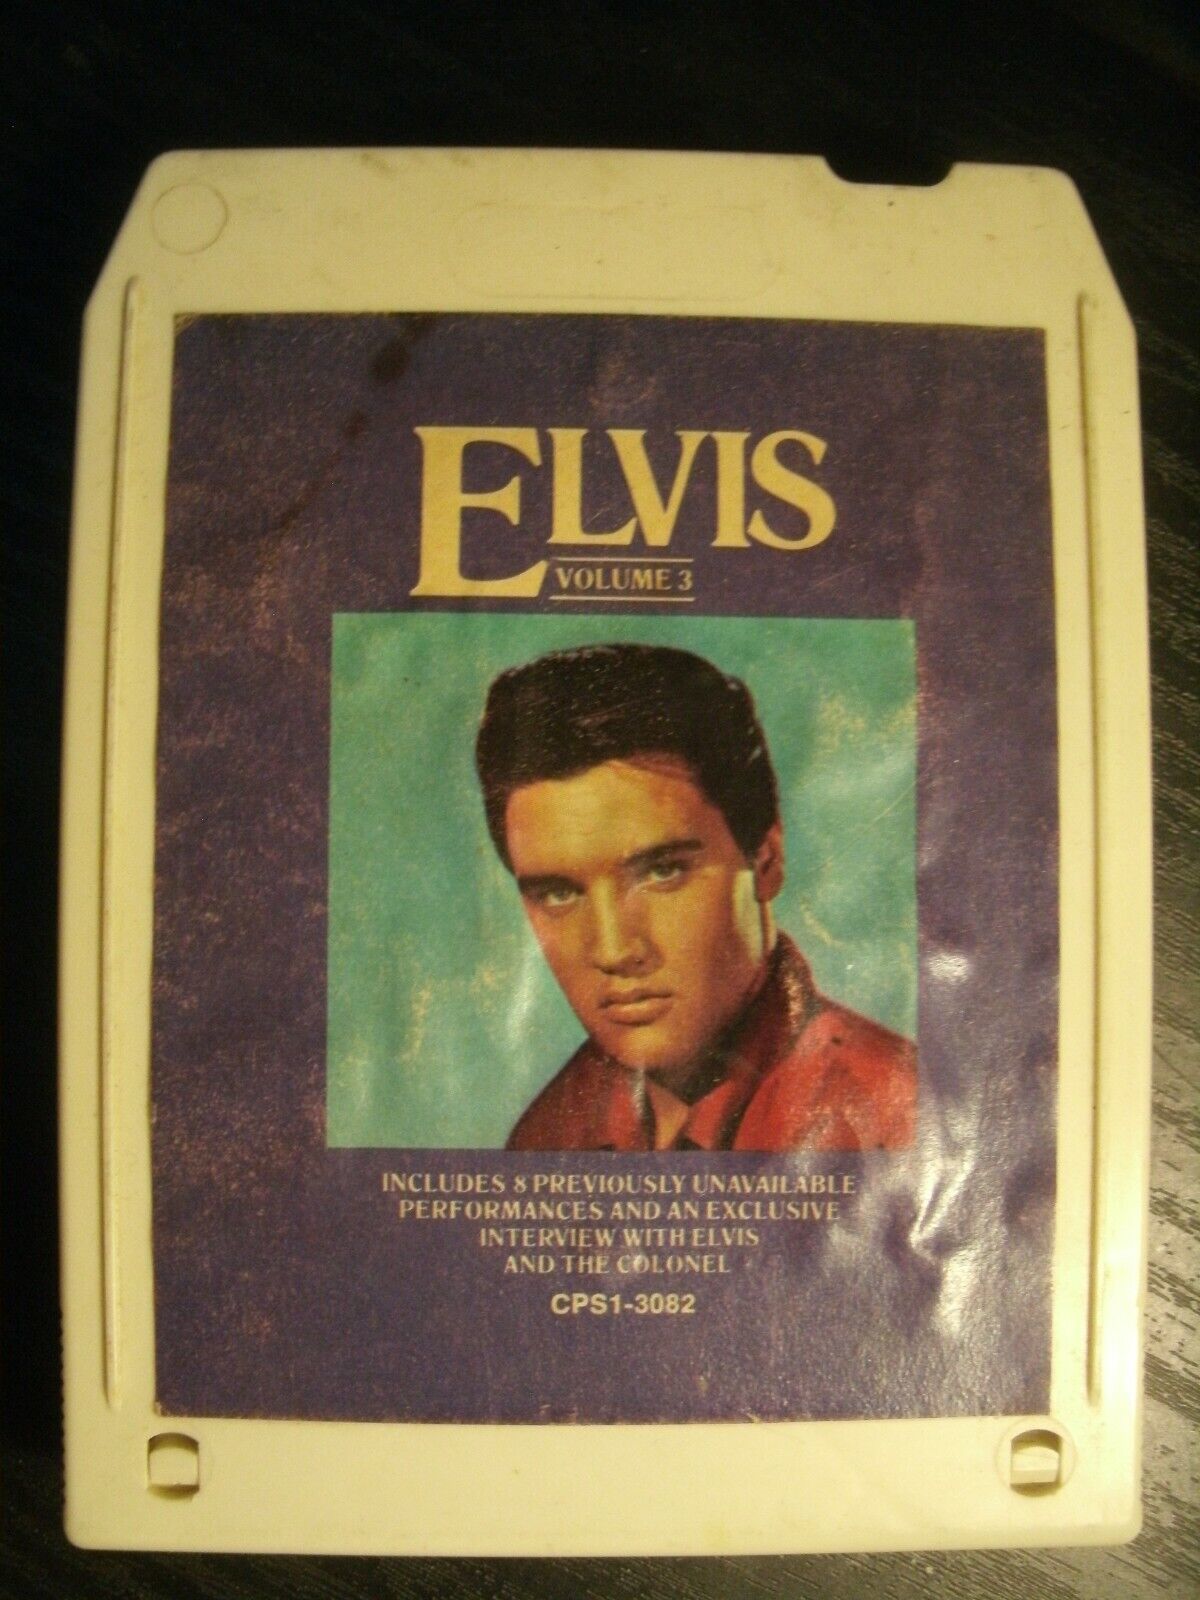 ELVIS
VOLUME 3
INCLUDES 8 PREVIOUSLY UNAVAILABLE
PERFORMANCES AND AN EXCLUSIVE
INTERVIEW WITH ELVIS
AND THE COLONEL
CPS1-3082